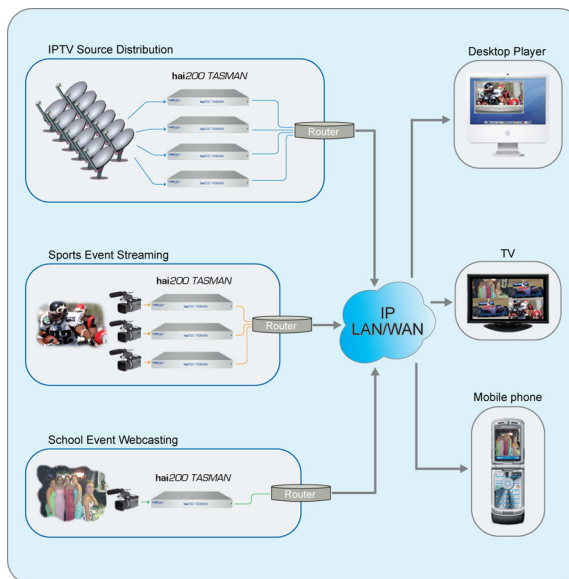 IPTV Source Distribution
hai200 TASMAN
Router
Desktop Player
Sports Event Streaming
hai200 TASMAN
Router
IP
LAN/WAN
TV
Mobile phone
School Event Webcasting
hai200 TASMAN
Router